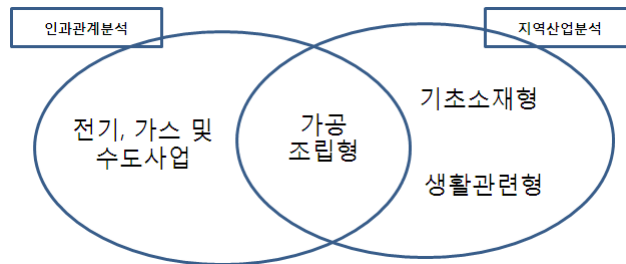 인과관계분석
지역산업분석
전기, 가스 및
수도사업
가공
조립형
기초소재형
생활관련형